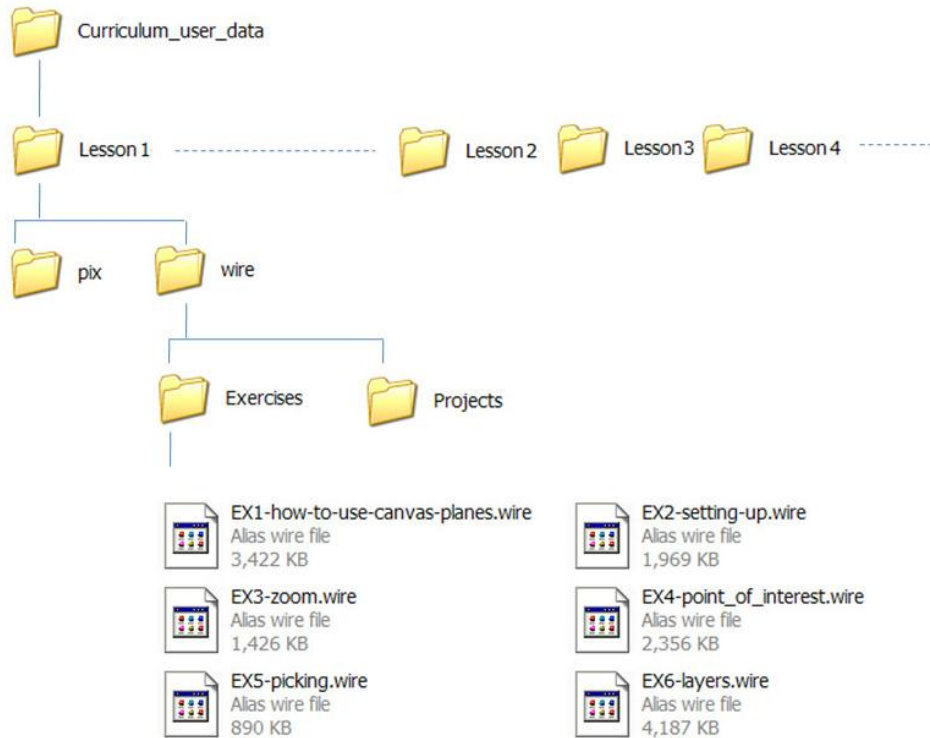 Curriculum_user_data
Lesson 1
Lesson 2
Lesson 3
Lesson 4
pix
wire
Exercises
Projects
EX1-how-to-use-canvas-planes.wire
Alias wire file
3,422 KB
EX2-setting-up.wire
Alias wire file
1,969 KB
EX3-zoom.wire
Alias wire file
1,426 KB
EX4-point_of_interest.wire
Alias wire file
2,356 KB
EX5-picking.wire
Alias wire file
890 KB
EX6-layers.wire
Alias wire file
4,187 KB